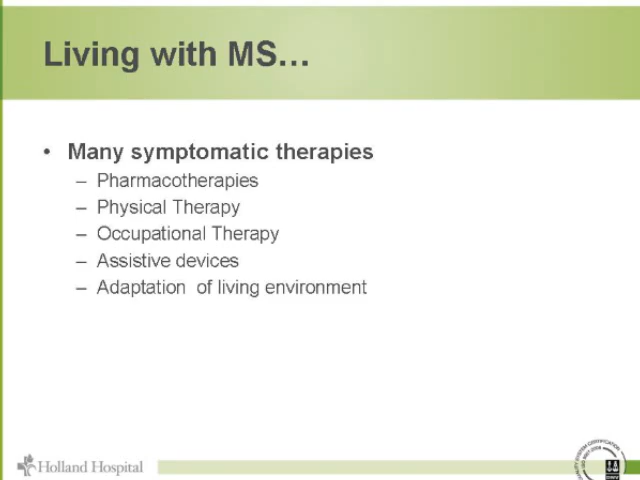 Living with MS…
• Many symptomatic therapies
– Pharmacotherapies
– Physical Therapy
– Occupational Therapy
– Assistive devices
– Adaptation  of living environment
Holland Hospital